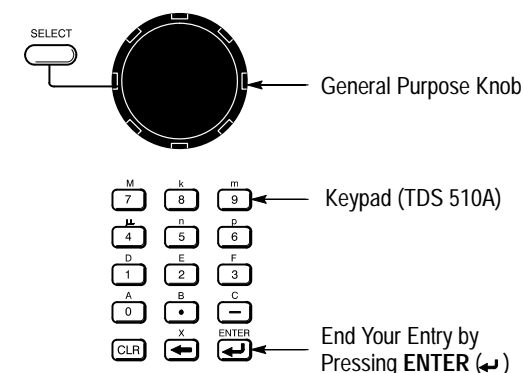 SELECT
General Purpose Knob
M k m
7 8 9
Keypad (TDS 510A)
µ n p
4 5 6
D E F
1 2 3
A B C
0 • –
X ENTER
CLR ← ↵
End Your Entry by
Pressing ENTER (↵)